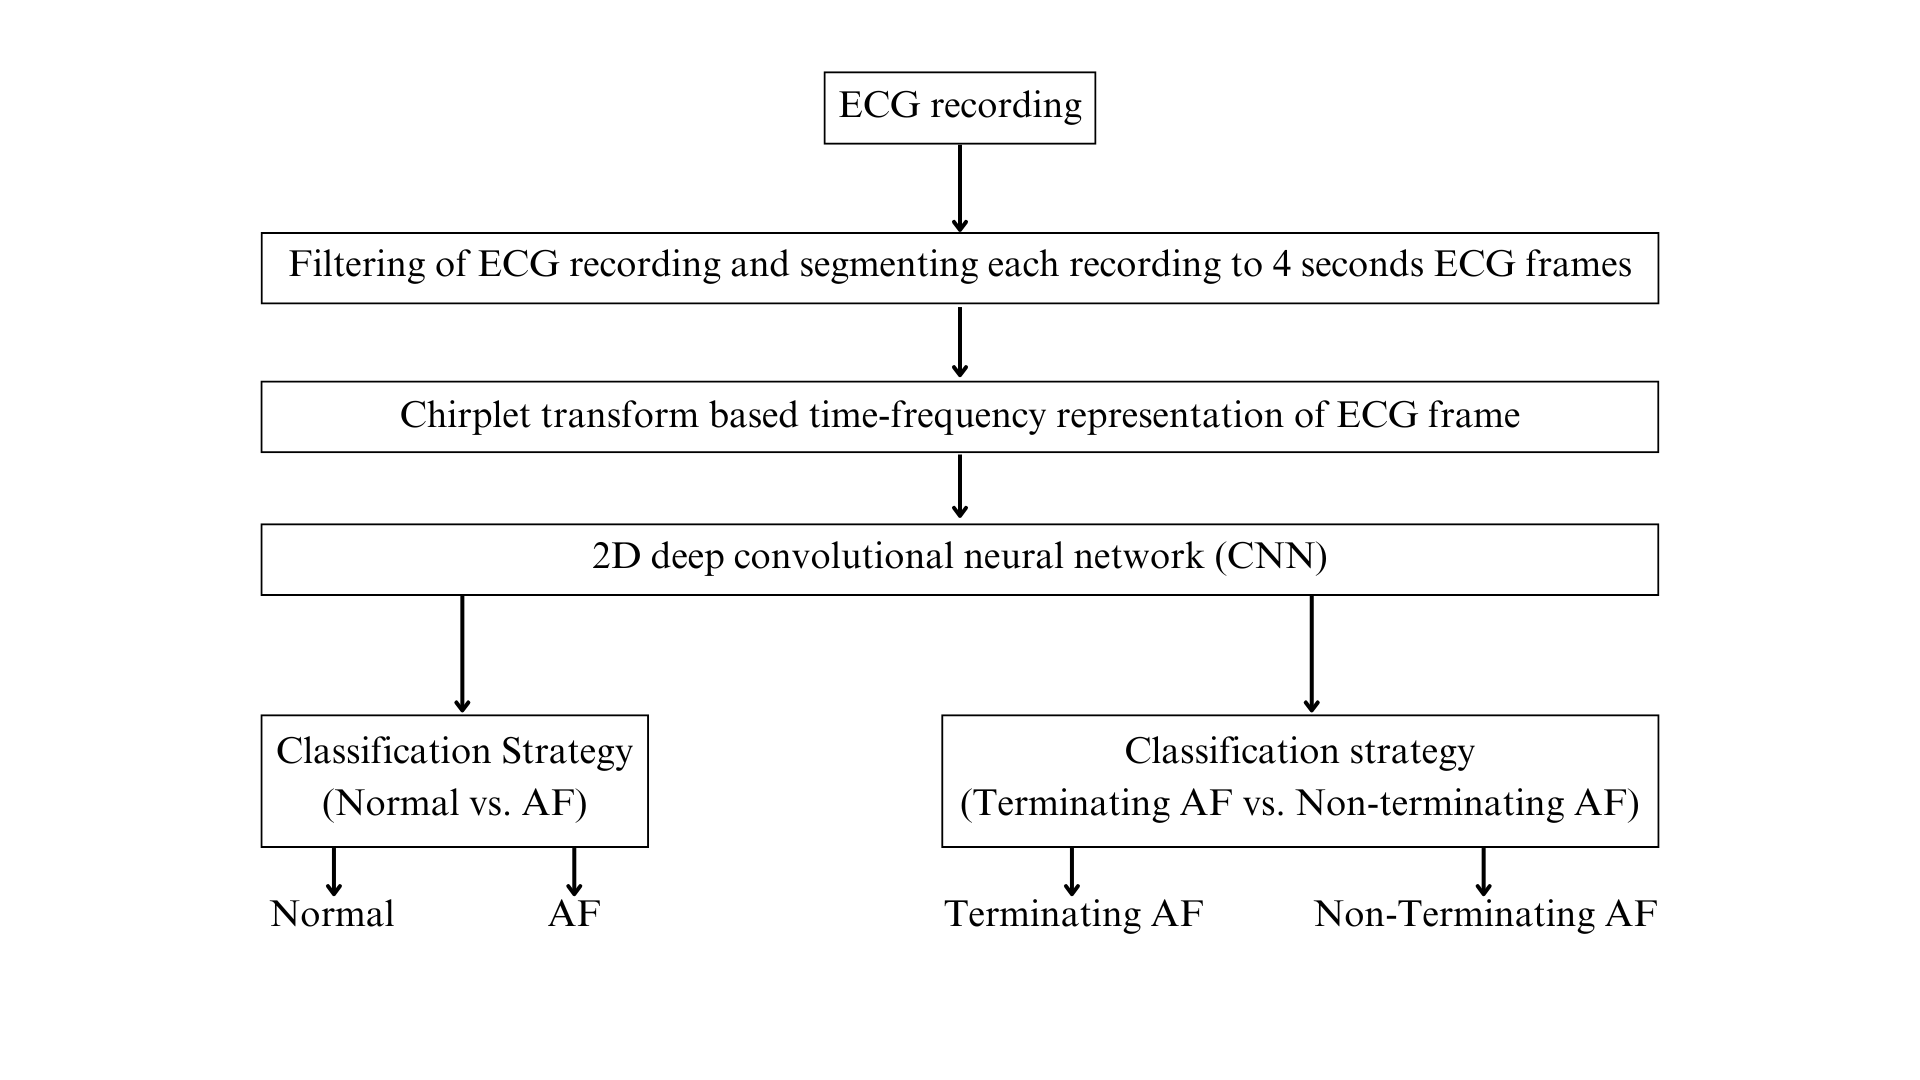 ECG recording
Filtering of ECG recording and segmenting each recording to 4 seconds ECG frames
Chirplet transform based time-frequency representation of ECG frame
2D deep convolutional neural network (CNN)
Classification Strategy
(Normal vs. AF)
Classification strategy
(Terminating AF vs. Non-terminating AF)
Normal
AF
Terminating AF
Non-Terminating AF